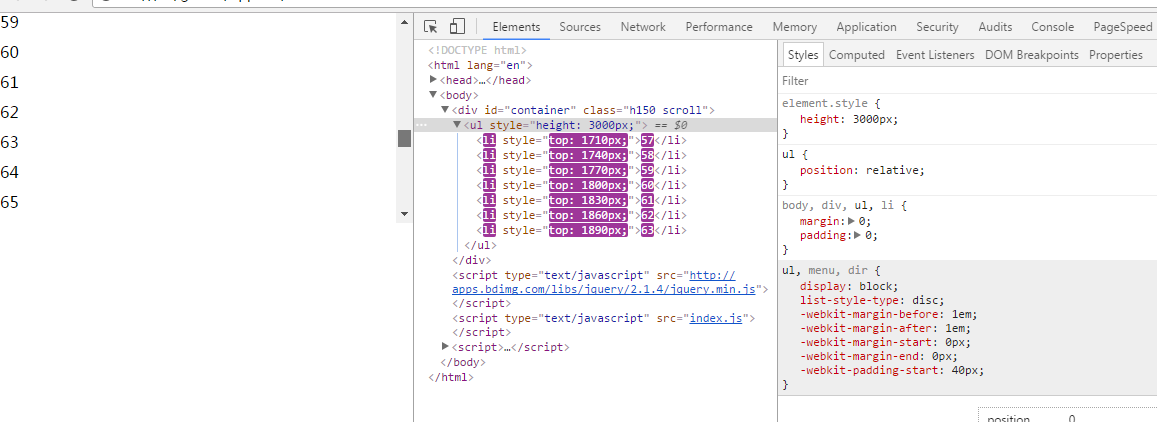 59
60
61
62
63
64
65
Elements Sources Network Performance Memory Application Security Audits Console PageSpeed
<!DOCTYPE html>
<html lang="en">
<head>…</head>
<body>
<div id="container" class="h150 scroll">
<ul style="height: 3000px;"> == $0
<li style="top: 1710px;">57</li>
<li style="top: 1740px;">58</li>
<li style="top: 1770px;">59</li>
<li style="top: 1800px;">60</li>
<li style="top: 1830px;">61</li>
<li style="top: 1860px;">62</li>
<li style="top: 1890px;">63</li>
</ul>
</div>
<script type="text/javascript" src="http://
apps.bdimg.com/libs/jquery/2.1.4/jquery.min.js">
</script>
<script type="text/javascript" src="index.js">
</script>
<script>…</script>
</body>
</html>
Styles Computed Event Listeners DOM Breakpoints Properties
Filter
element.style {
height: 3000px;
}
ul {
position: relative;
}
body, div, ul, li {
margin: 0;
padding: 0;
}
ul, menu, dir {
display: block;
list-style-type: disc;
-webkit-margin-before: 1em;
-webkit-margin-after: 1em;
-webkit-margin-start: 0px;
-webkit-margin-end: 0px;
-webkit-padding-start: 40px;
}
position 0